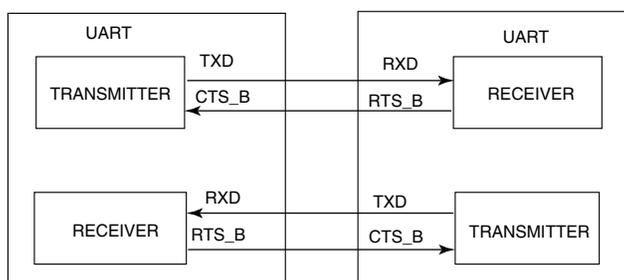 UART
UART
TXD
RXD
TRANSMITTER
RECEIVER
CTS_B
RTS_B
RXD
TXD
RECEIVER
TRANSMITTER
RTS_B
CTS_B